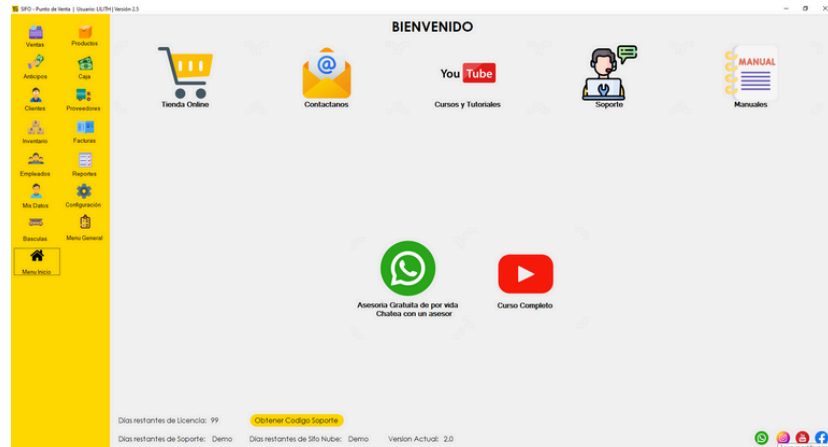 SIFO - Punto de Venta | Usuario: LILITH | Versión 2.5
BIENVENIDO
Ventas
Productos
Anticipos
Caja
Clientes
Proveedores
Inventario
Facturas
Empleados
Reportes
Mis Datos
Configuración
Basculas
Menu General
Menu Inicio
Tienda Online
Contactanos
You Tube
Cursos y Tutoriales
Soporte
MANUAL
Manuales
Asesoria Gratuita de por vida
Chatea con un asesor
Curso Completo
Dias restantes de Licencia: 99
Obtener Codigo Soporte
Dias restantes de Soporte: Demo
Dias restantes de Sifo Nube: Demo
Version Actual: 2.0